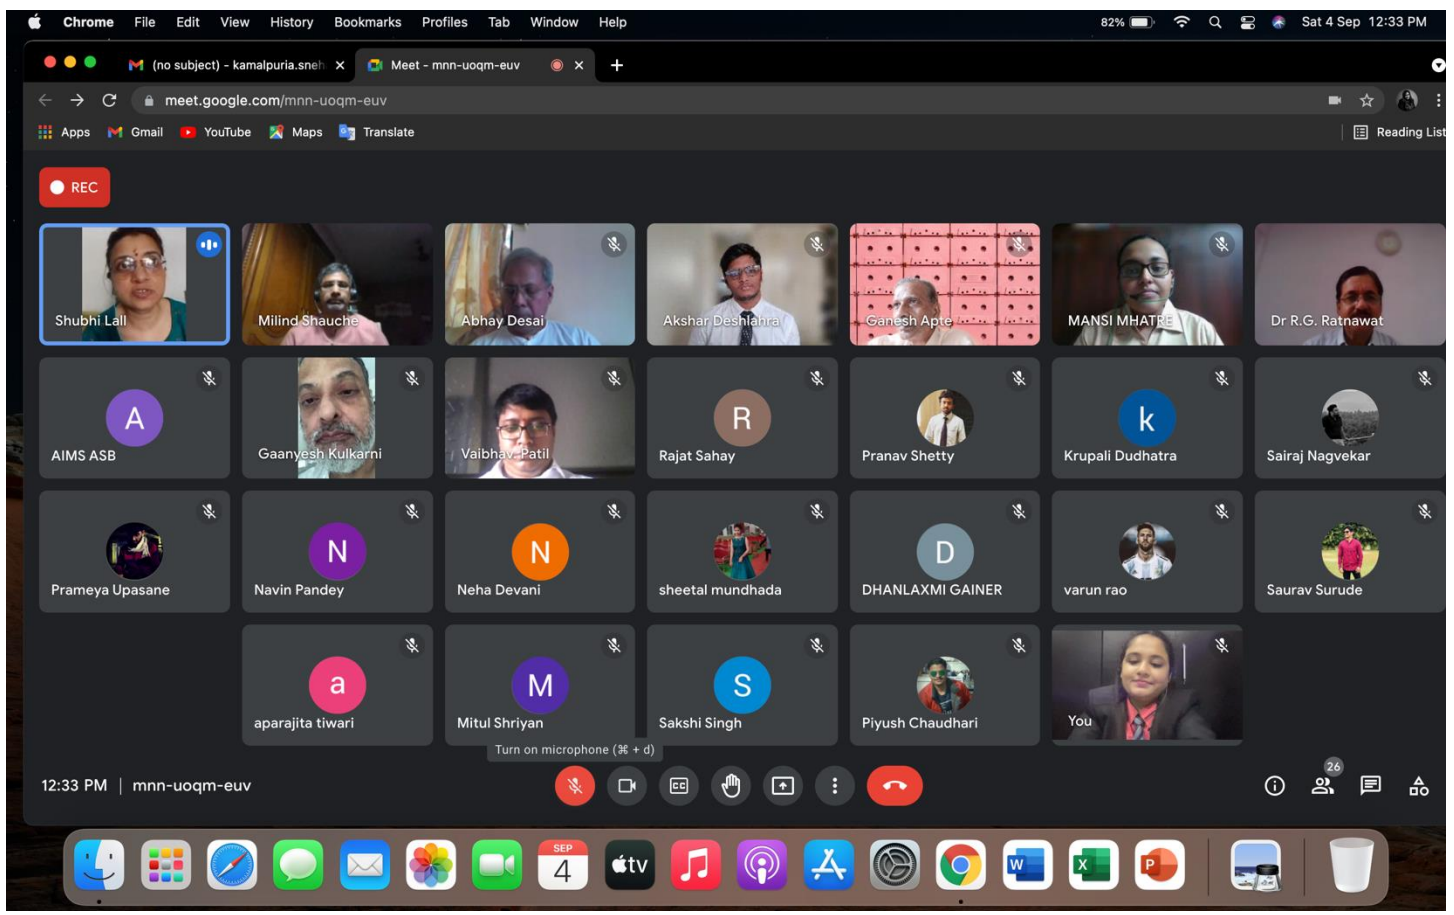 Chrome File Edit View History Bookmarks Profiles Tab Window Help 82% Sat 4 Sep 12:33 PM
(no subject) - kamalpuria.sneh Meet - mnn-uoqm-euv
meet.google.com/mnn-uoqm-euv
Apps Gmail YouTube Maps Translate Reading List
REC
Shubhi Lall Milind Shauche Abhay Desai Akshar Deshlahra Ganesh Apte MANSI MHATRE Dr R.G. Ratnawat
A R k
AIMS ASB Gaanyesh Kulkarni Vaibhav Patil Rajat Sahay Pranav Shetty Krupali Dudhatra Sairaj Nagvekar
N N D
Prameya Upasane Navin Pandey Neha Devani sheetal mundhada DHANLAXMI GAINER varun rao Saurav Surude
a M S
aparajita tiwari Mitul Shriyan Sakshi Singh Piyush Chaudhari You
Turn on microphone (⌘ + d)
12:33 PM | mnn-uoqm-euv CC 26
SEP
4 tv W X P